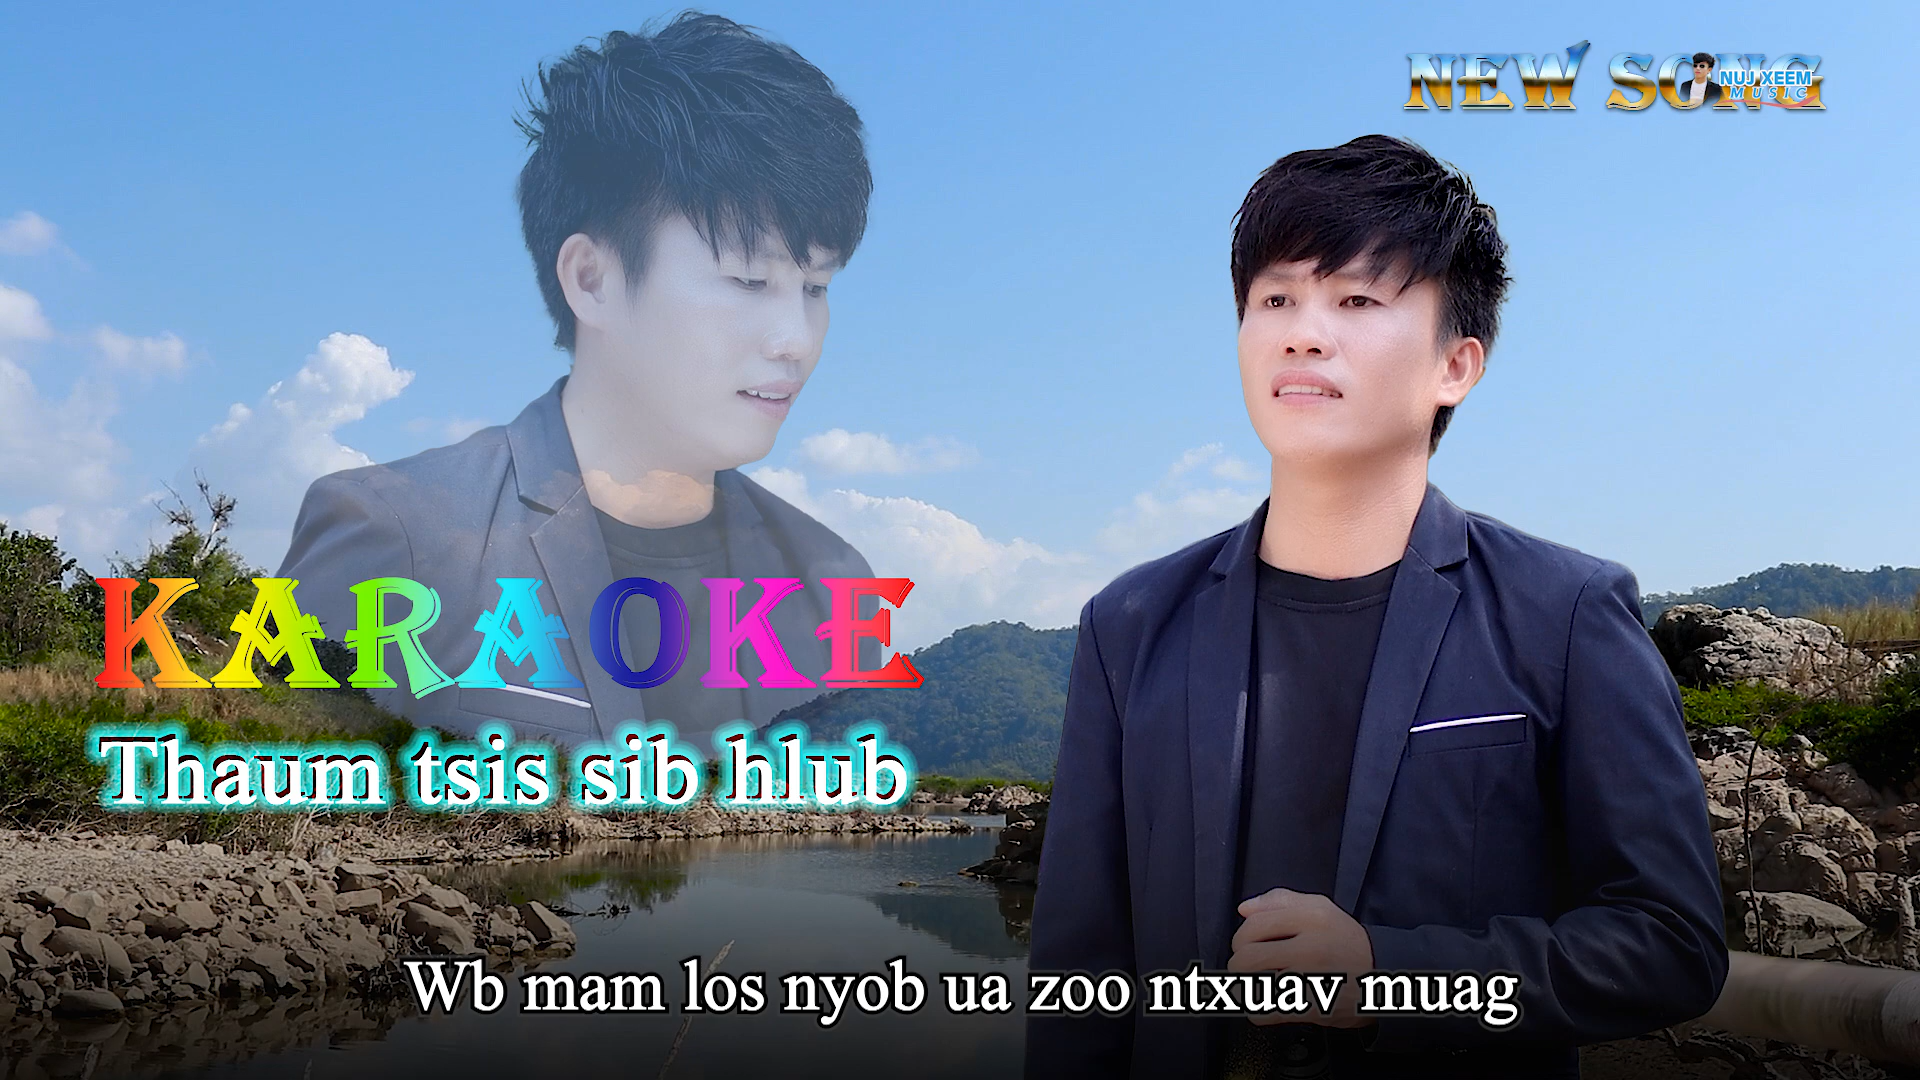 NEW SONG
NUJ XEEM
MUSIC
KARAOKE
Thaum tsis sib hlub
Wb mam los nyob ua zoo ntxuav muag